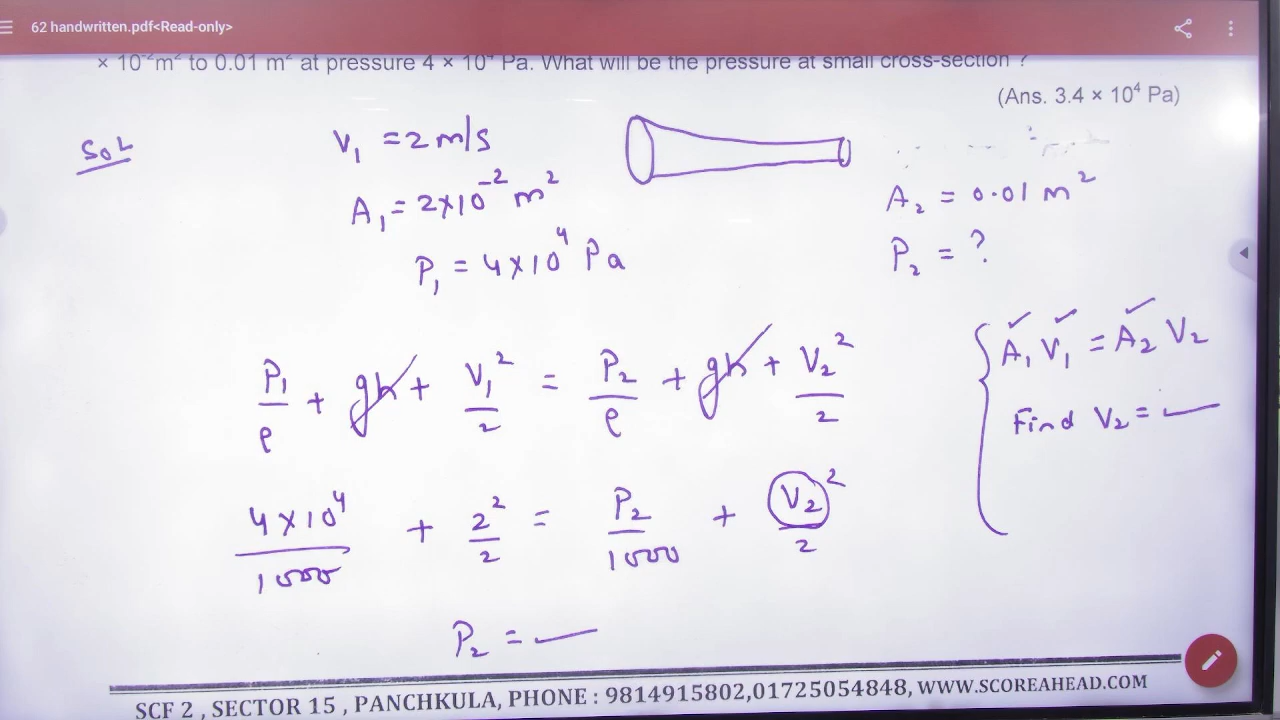 62 handwritten.pdf<Read-only>
× 10⁻²m² to 0.01 m² at pressure 4 × 10⁴ Pa. What will be the pressure at small cross-section ?
(Ans. 3.4 × 10⁴ Pa)
Sol
V₁ = 2 m/s
A₁ = 2×10⁻² m²
A₂ = 0.01 m²
P₁ = 4×10⁴ Pa
P₂ = ?
P₁/ρ + gh + V₁²/2 = P₂/ρ + gh + V₂²/2
A₁ V₁ = A₂ V₂
Find V₂ =
4×10⁴/1000 + 2²/2 = P₂/1000 + V₂²/2
P₂ =
SCF 2 , SECTOR 15 , PANCHKULA, PHONE : 9814915802,01725054848, WWW.SCOREAHEAD.COM